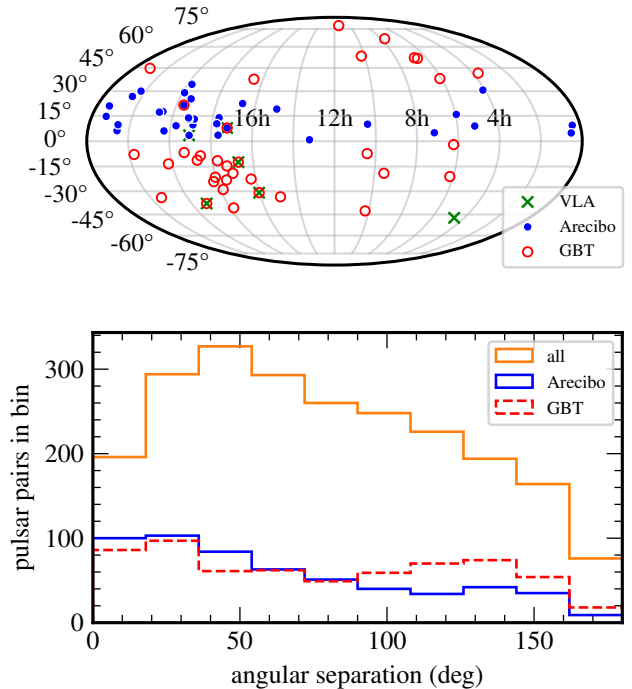 75°
60°
45°
30°
15°
0°
-15°
-30°
-45°
-60°
-75°
16h 12h 8h 4h
VLA
Arecibo
GBT
300
200
100
0
pulsar pairs in bin
all
Arecibo
GBT
0 50 100 150
angular separation (deg)